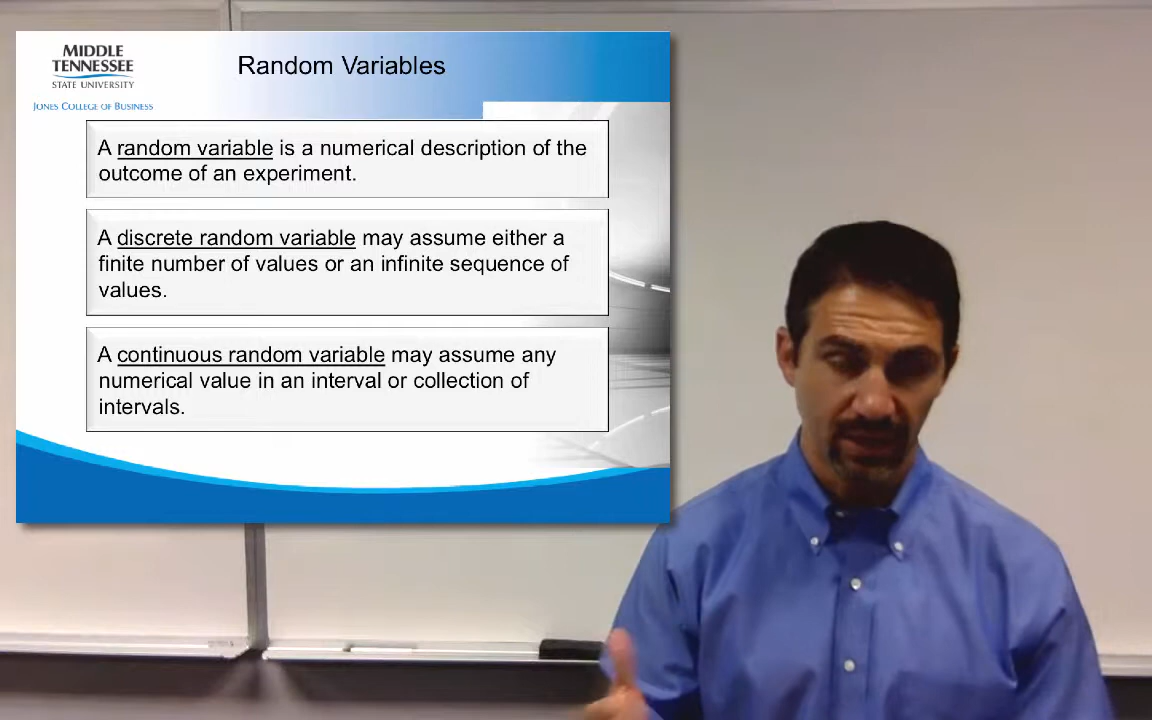 MIDDLE
TENNESSEE
STATE UNIVERSITY
JONES COLLEGE OF BUSINESS
Random Variables
A random variable is a numerical description of the
outcome of an experiment.
A discrete random variable may assume either a
finite number of values or an infinite sequence of
values.
A continuous random variable may assume any
numerical value in an interval or collection of
intervals.